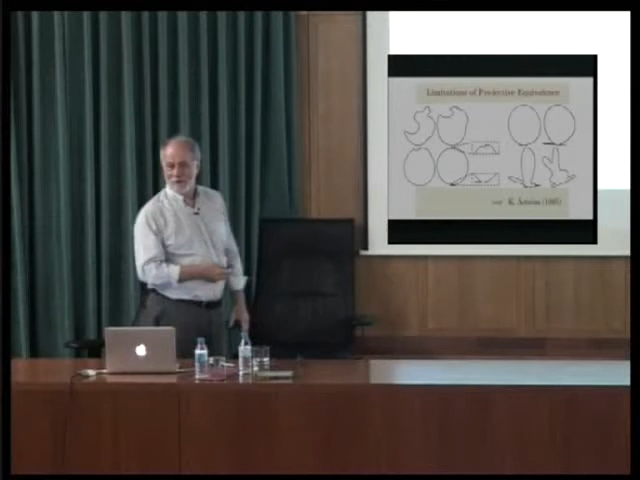 Limitations of Projective Equivalence
K. Åström (1995)